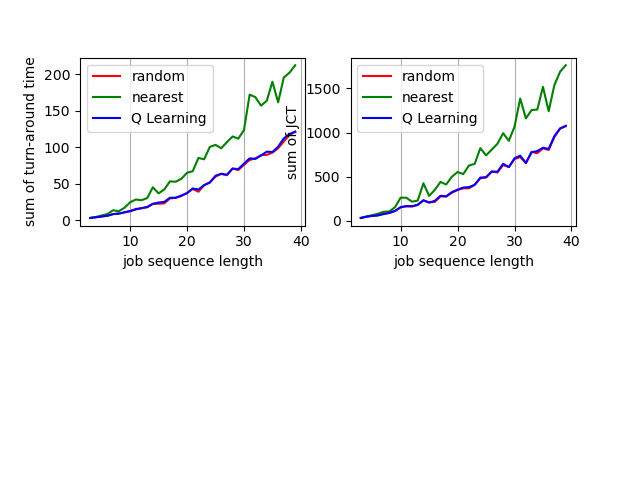 sum of turn-around time
200
150
100
50
0
10
20
30
40
job sequence length
random
nearest
Q Learning
sum of JCT
1500
1000
500
0
10
20
30
40
job sequence length
random
nearest
Q Learning